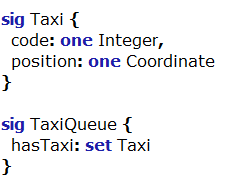 sig Taxi {
code: one Integer,
position: one Coordinate
}
sig TaxiQueue {
hasTaxi: set Taxi
}